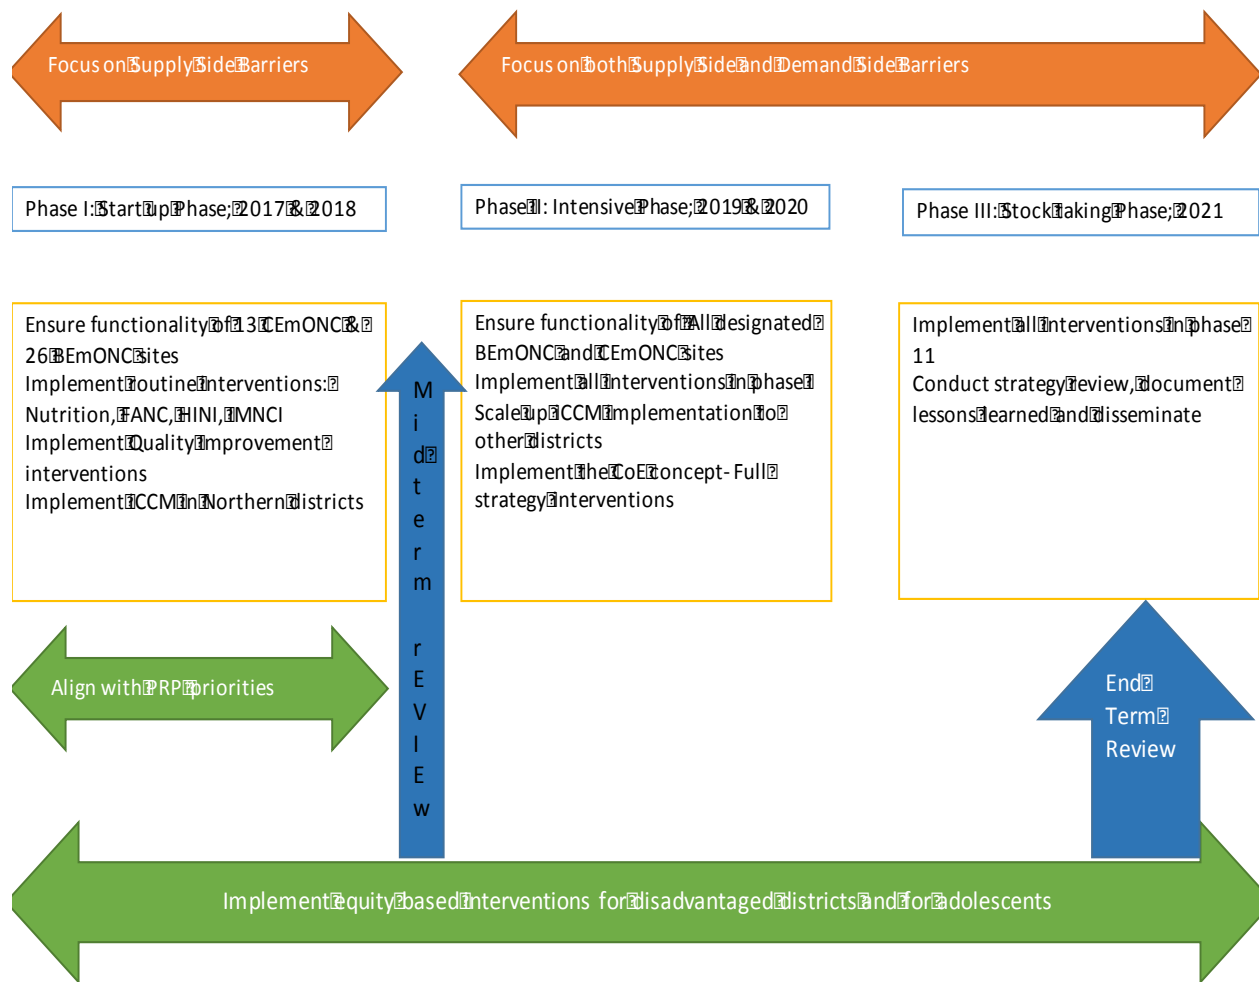 Focus on Supply Side Barriers
Focus on both Supply Side and Demand Side Barriers
Phase I: Start up Phase; 2017 & 2018
Phase II: Intensive Phase; 2019 & 2020
Phase III: Stock taking Phase; 2021
Ensure functionality of 13 CEmONC &
26 BEmONC sites
Implement routine interventions:
Nutrition, FANC, HINI, IMNCI
Implement Quality Improvement
interventions
Implement ICCM in Northern districts
Mid term rEVIEw
Ensure functionality of All designated
BEmONC and CEmONC sites
Implement all interventions in phase I
Scale up ICCM implementation to
other districts
Implement the CoE concept- Full
strategy interventions
Implement all interventions in phase
11
Conduct strategy review, document
lessons learned and disseminate
Align with PRP priorities
End
Term
Review
Implement equity based interventions for disadvantaged districts and for adolescents